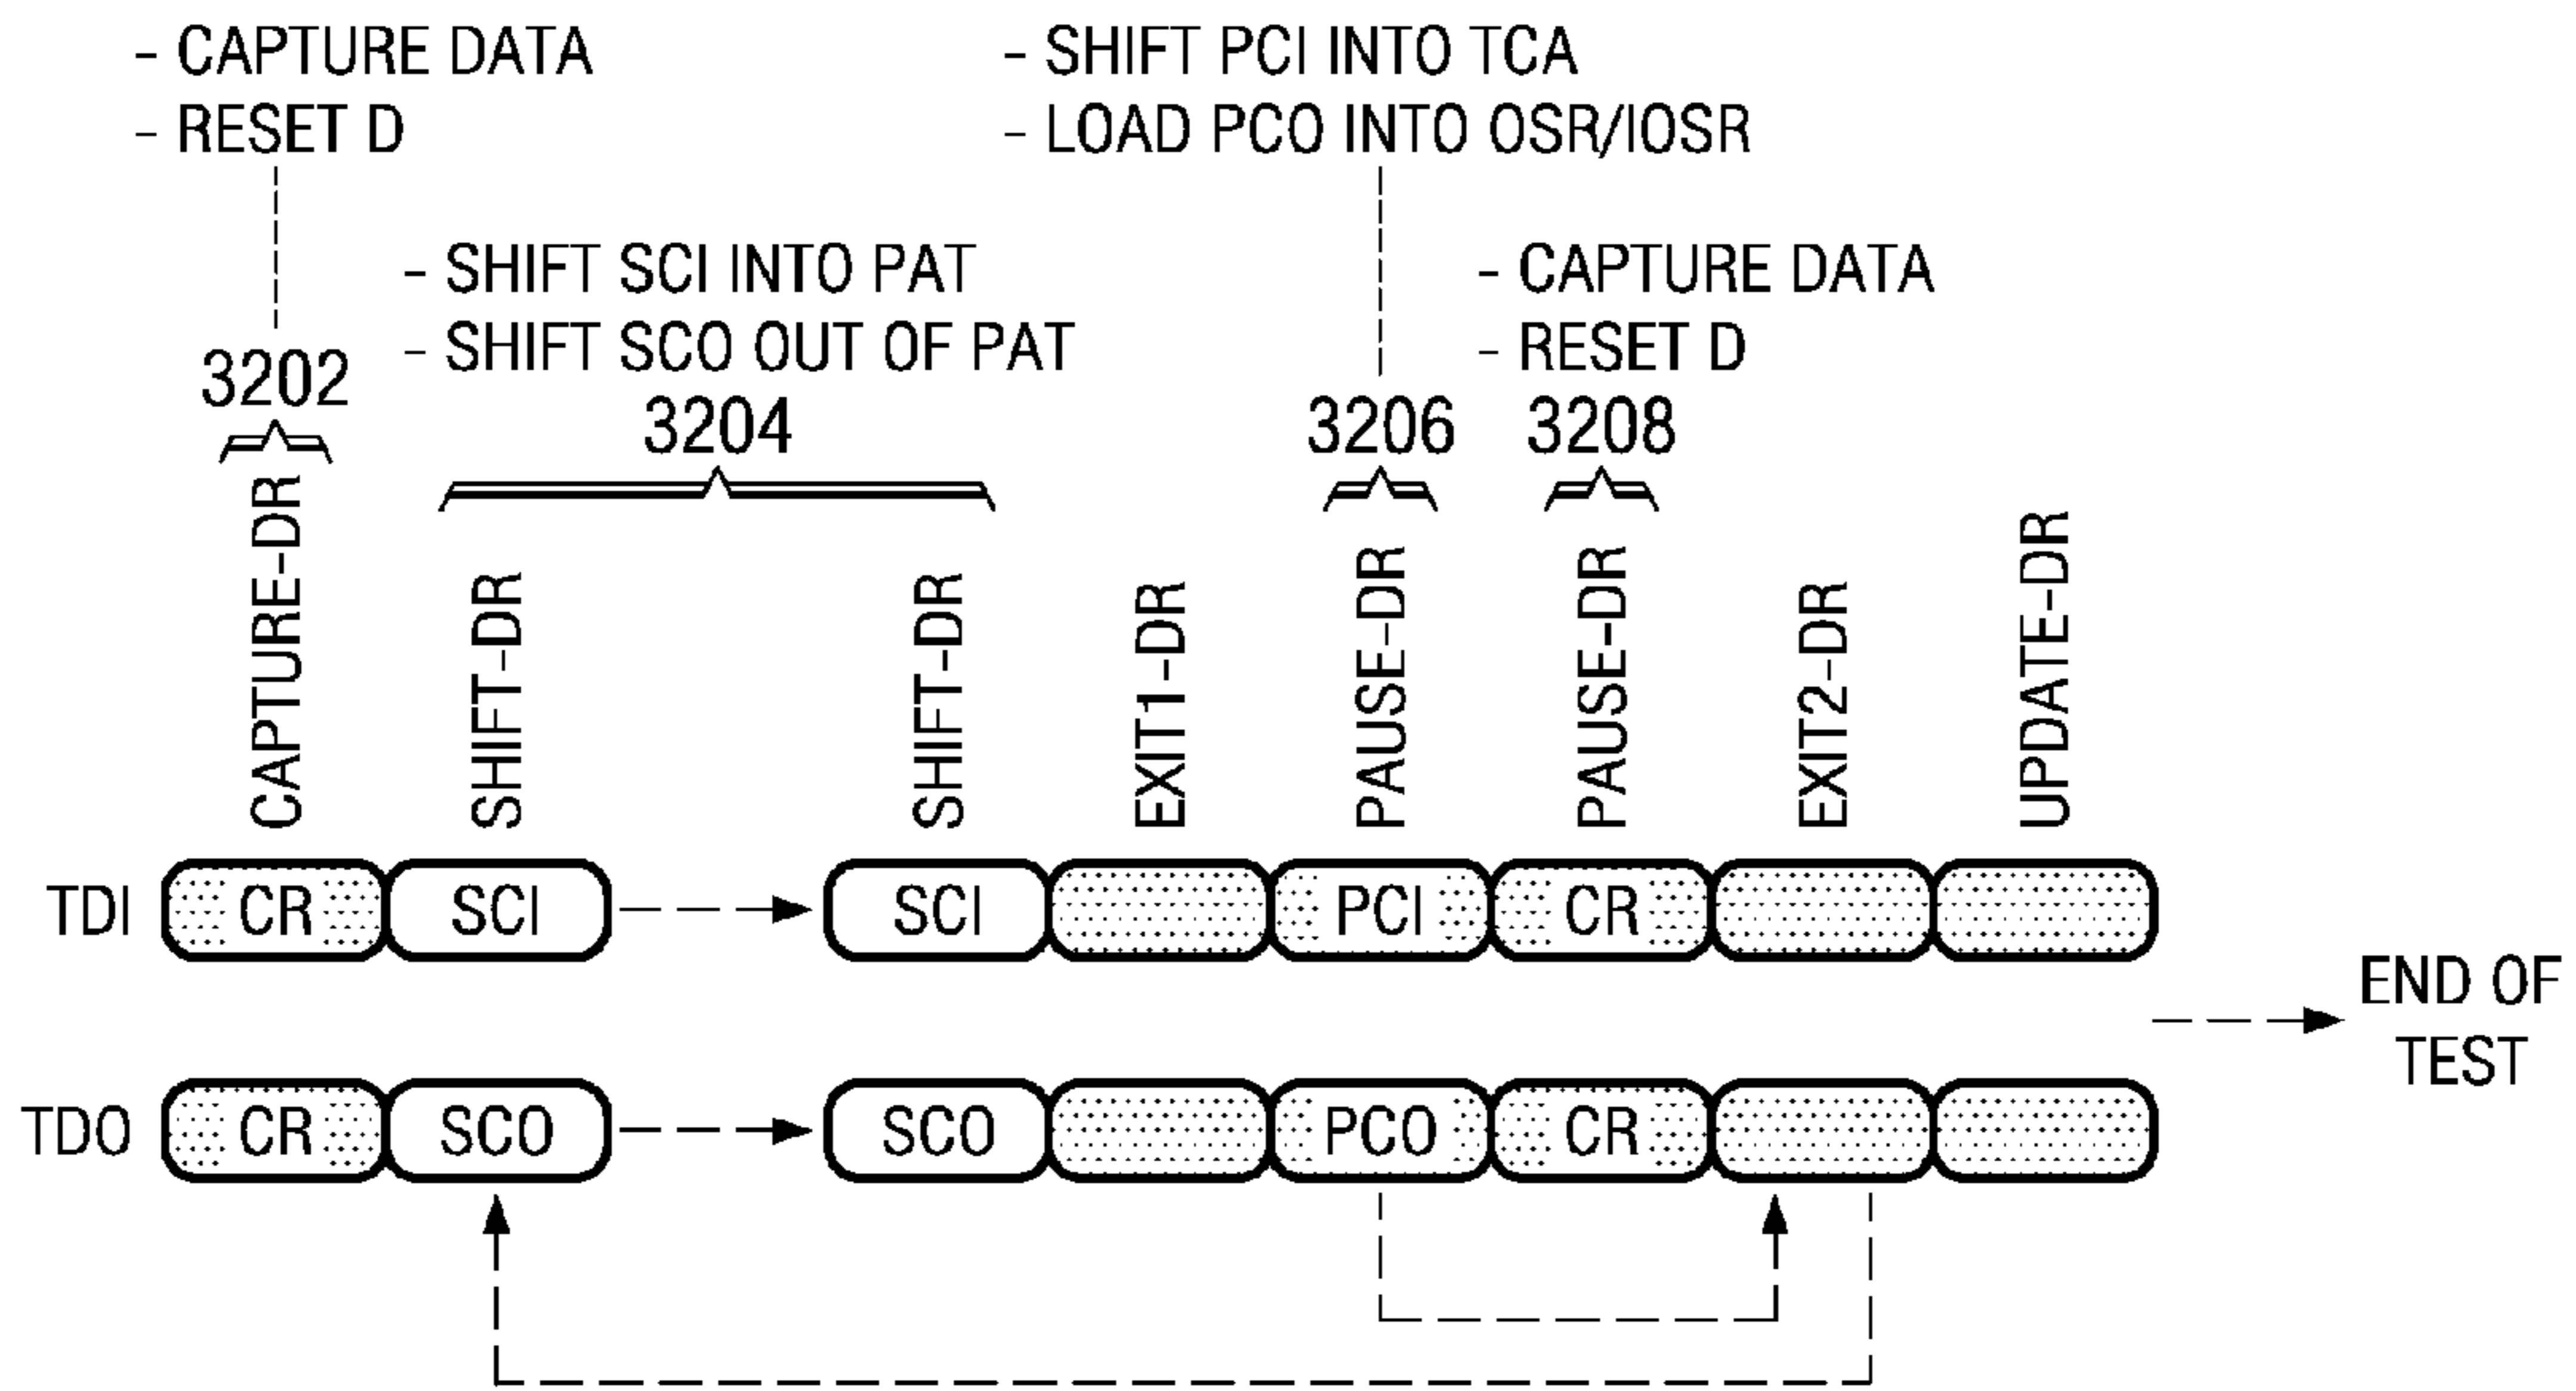 - CAPTURE DATA
- RESET D
- SHIFT PCI INTO TCA
- LOAD PCO INTO OSR/IOSR
- SHIFT SCI INTO PAT
- SHIFT SCO OUT OF PAT
- CAPTURE DATA
- RESET D
3202
3204
3206
3208
CAPTURE-DR
SHIFT-DR
SHIFT-DR
EXIT1-DR
PAUSE-DR
PAUSE-DR
EXIT2-DR
UPDATE-DR
TDI CR SCI SCI PCI CR
END OF
TEST
TDO CR SCO SCO PCO CR